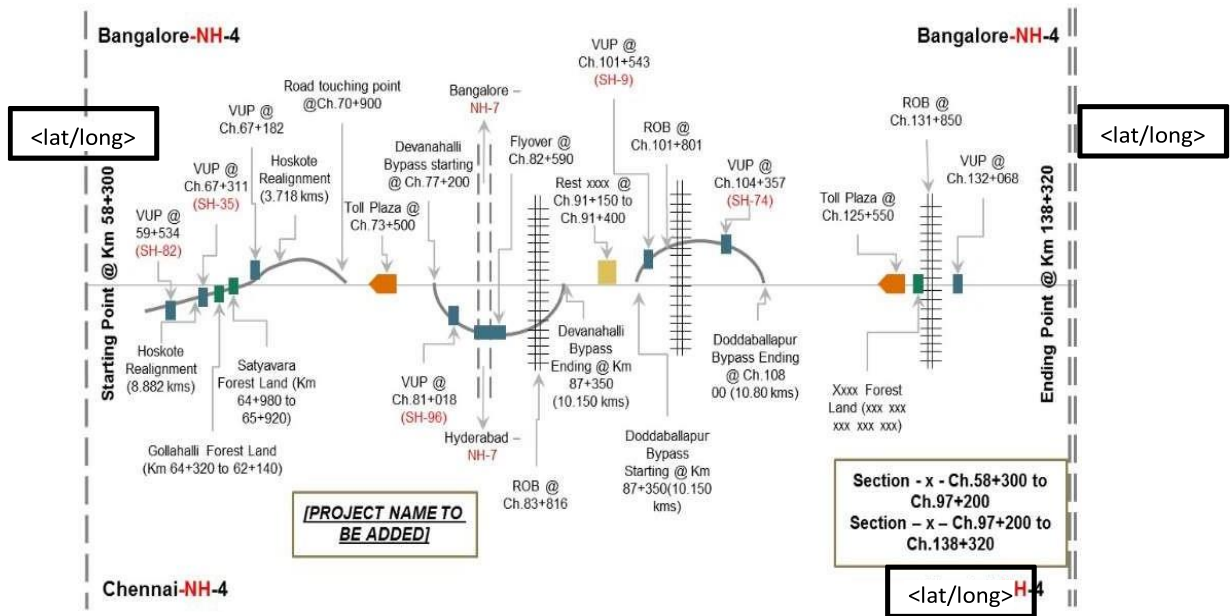 Bangalore-NH-4
Bangalore-NH-4
<lat/long>
<lat/long>
Starting Point @ Km 58+300
Ending Point @ Km 138+320
VUP @
59+534
(SH-82)
VUP @
Ch.67+311
(SH-35)
VUP @
Ch.67+182
Hoskote
Realignment
(3.718 kms)
Road touching point
@Ch.70+900
Toll Plaza @
Ch.73+500
Devanahalli
Bypass starting
@ Ch.77+200
Bangalore –
NH-7
Flyover @
Ch.82+590
VUP @
Ch.101+543
(SH-9)
Rest xxxx @
Ch.91+150 to
Ch.91+400
ROB @
Ch.101+801
VUP @
Ch.104+357
(SH-74)
Toll Plaza @
Ch.125+550
ROB @
Ch.131+850
VUP @
Ch.132+068
Hoskote
Realignment
(8.882 kms)
Satyavara
Forest Land (Km
64+980 to
65+920)
Gollahalli Forest Land
(Km 64+320 to 62+140)
VUP @
Ch.81+018
(SH-96)
Hyderabad –
NH-7
ROB @
Ch.83+816
Devanahalli
Bypass
Ending @ Km
87+350
(10.150 kms)
Doddaballapur
Bypass
Starting @ Km
87+350(10.150
kms)
Doddaballapur
Bypass Ending
@ Ch.108
00 (10.80 kms)
Xxxx Forest
Land (xxx xxx
xxx xxx xxx)
[PROJECT NAME TO
BE ADDED]
Section - x - Ch.58+300 to
Ch.97+200
Section – x – Ch.97+200 to
Ch.138+320
Chennai-NH-4
<lat/long>
H-4